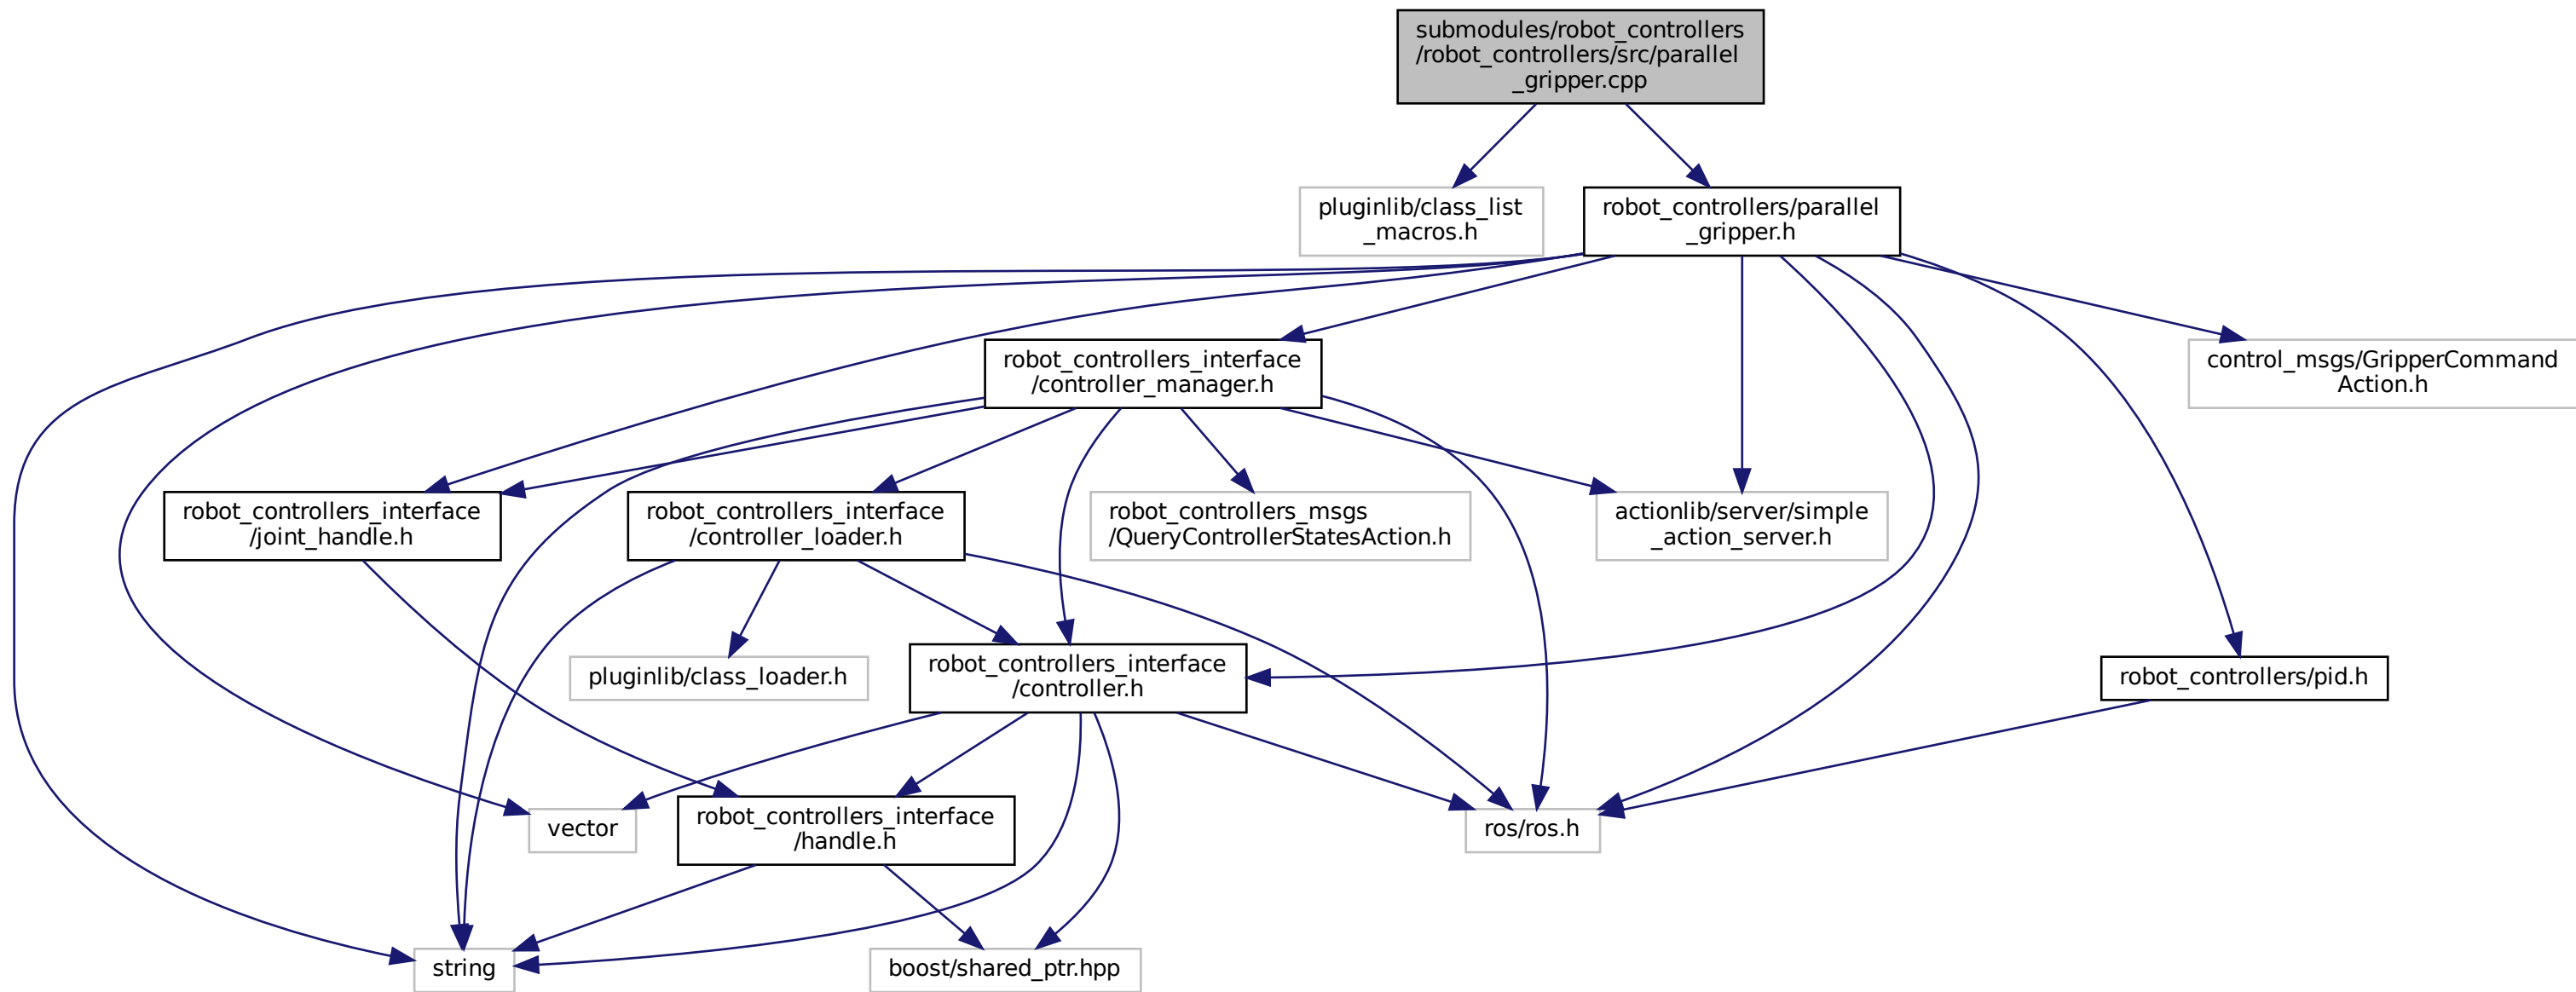 submodules/robot_controllers
/robot_controllers/src/parallel
_gripper.cpp
pluginlib/class_list
_macros.h
robot_controllers/parallel
_gripper.h
robot_controllers_interface
/controller_manager.h
control_msgs/GripperCommand
Action.h
robot_controllers_interface
/joint_handle.h
robot_controllers_interface
/controller_loader.h
robot_controllers_msgs
/QueryControllerStatesAction.h
actionlib/server/simple
_action_server.h
pluginlib/class_loader.h
robot_controllers_interface
/controller.h
robot_controllers/pid.h
vector
robot_controllers_interface
/handle.h
ros/ros.h
string
boost/shared_ptr.hpp